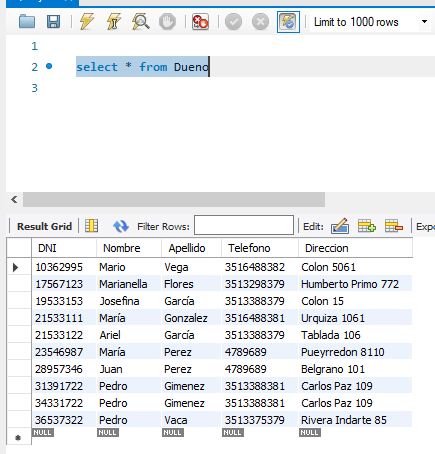 Limit to 1000 rows
1
2 select * from Dueno
3
Result Grid Filter Rows: Edit: Expo
DNI Nombre Apellido Telefono Direccion
10362995 Mario Vega 3516488382 Colon 5061
17567123 Marianella Flores 3513298379 Humberto Primo 772
19533153 Josefina García 3513388379 Colon 15
21533111 María Gonzalez 3516488381 Urquiza 1061
21533122 Ariel García 3513388379 Tablada 106
23546987 María Perez 4789689 Pueyrredon 8110
28957346 Juan Perez 4789689 Belgrano 101
31391722 Pedro Gimenez 3513388381 Carlos Paz 109
34331722 Pedro Gimenez 3513388381 Carlos Paz 109
36537322 Pedro Vaca 3513375379 Rivera Indarte 85
NULL NULL NULL NULL NULL